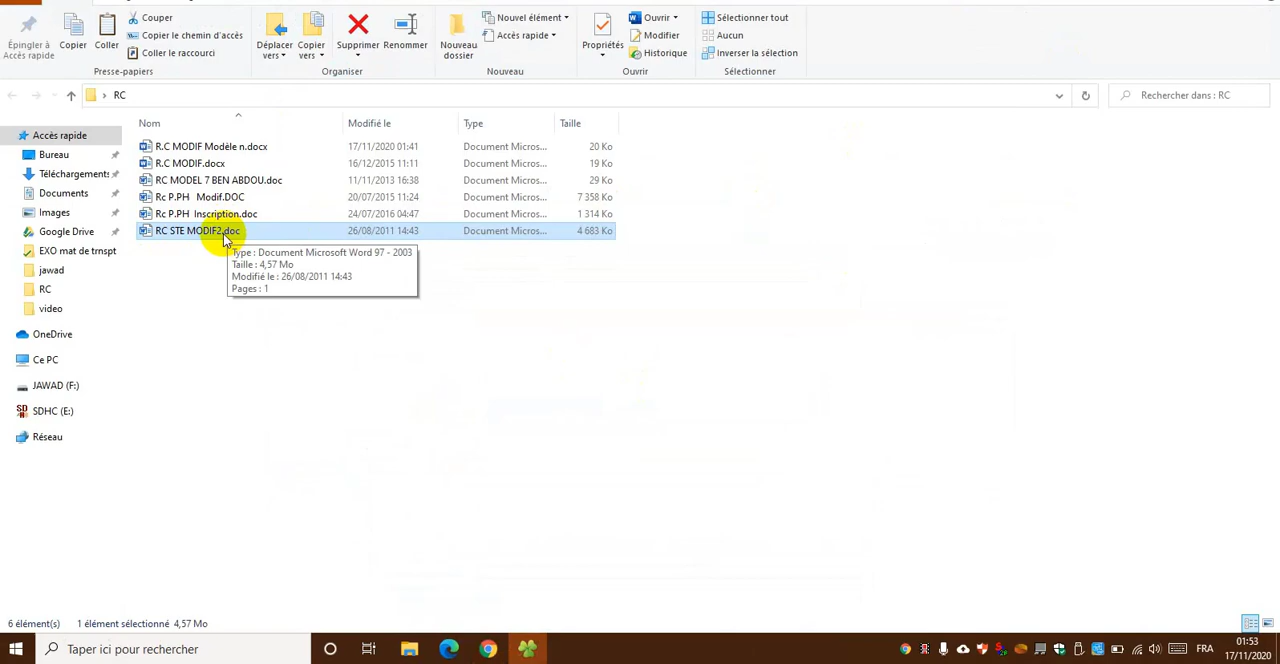 Épingler à
Accès rapide
Copier
Coller
Couper
Copier le chemin d'accès
Coller le raccourci
Presse-papiers
Déplacer
vers
Copier
vers
Supprimer
Renommer
Organiser
Nouveau
dossier
Nouvel élément
Accès rapide
Nouveau
Propriétés
Ouvrir
Modifier
Historique
Ouvrir
Sélectionner tout
Aucun
Inverser la sélection
Sélectionner
RC
Rechercher dans : RC
Nom Modifié le Type Taille
R.C MODIF Modèle n.docx 17/11/2020 01:41 Document Micros... 20 Ko
R.C MODIF.docx 16/12/2015 11:11 Document Micros... 19 Ko
RC MODEL 7 BEN ABDOU.doc 11/11/2013 16:38 Document Micros... 29 Ko
Rc P.PH Modif.DOC 20/07/2015 11:24 Document Micros... 7 358 Ko
Rc P.PH Inscription.doc 24/07/2016 04:47 Document Micros... 1 314 Ko
RC STE MODIF2.doc 26/08/2011 14:43 Document Micros... 4 683 Ko
Type : Document Microsoft Word 97 - 2003
Taille : 4,57 Mo
Modifié le : 26/08/2011 14:43
Pages : 1
Accès rapide
Bureau
Téléchargements
Documents
Images
Google Drive
EXO mat de trnspt
jawad
RC
video
OneDrive
Ce PC
JAWAD (F:)
SDHC (E:)
Réseau
6 élément(s) 1 élément sélectionné 4,57 Mo
Taper ici pour rechercher
FRA
01:53
17/11/2020